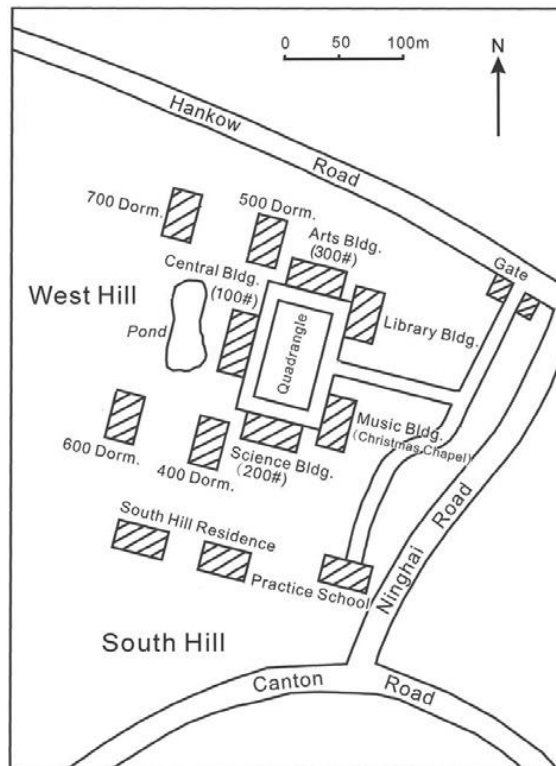 0 50 100m
N
Hankow
Road
700 Dorm.
500 Dorm.
Arts Bldg.
(300#)
Gate
Central Bldg.
(100#)
West Hill
Pond
Quadrangle
Library Bldg.
Music Bldg.
(Christmas Chapel)
600 Dorm.
400 Dorm.
Science Bldg.
(200#)
South Hill Residence
Practice School
Ninghai
Road
South Hill
Canton
Road